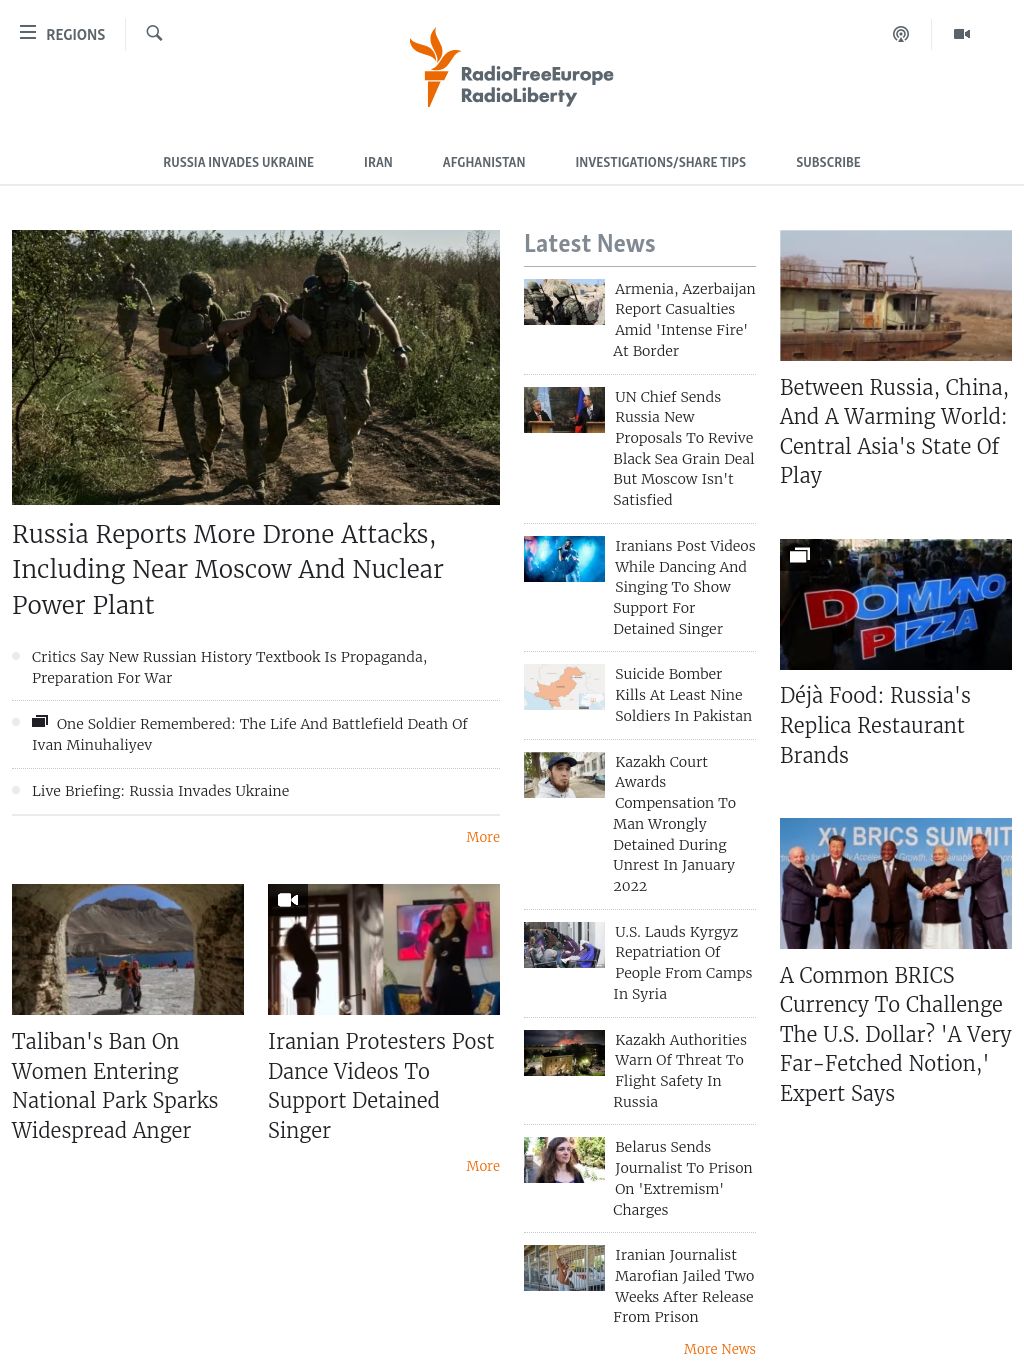 REGIONS
RadioFreeEurope
RadioLiberty
RUSSIA INVADES UKRAINE
IRAN
AFGHANISTAN
INVESTIGATIONS/SHARE TIPS
SUBSCRIBE
Russia Reports More Drone Attacks,
Including Near Moscow And Nuclear
Power Plant
Critics Say New Russian History Textbook Is Propaganda,
Preparation For War
One Soldier Remembered: The Life And Battlefield Death Of
Ivan Minuhaliyev
Live Briefing: Russia Invades Ukraine
More
Taliban's Ban On
Women Entering
National Park Sparks
Widespread Anger
Iranian Protesters Post
Dance Videos To
Support Detained
Singer
More
Latest News
Armenia, Azerbaijan
Report Casualties
Amid 'Intense Fire'
At Border
UN Chief Sends
Russia New
Proposals To Revive
Black Sea Grain Deal
But Moscow Isn't
Satisfied
Iranians Post Videos
While Dancing And
Singing To Show
Support For
Detained Singer
Suicide Bomber
Kills At Least Nine
Soldiers In Pakistan
Kazakh Court
Awards
Compensation To
Man Wrongly
Detained During
Unrest In January
2022
U.S. Lauds Kyrgyz
Repatriation Of
People From Camps
In Syria
Kazakh Authorities
Warn Of Threat To
Flight Safety In
Russia
Belarus Sends
Journalist To Prison
On 'Extremism'
Charges
Iranian Journalist
Marofian Jailed Two
Weeks After Release
From Prison
More News
Between Russia, China,
And A Warming World:
Central Asia's State Of
Play
DOMINO
PIZZA
Déjà Food: Russia's
Replica Restaurant
Brands
XV BRICS SUMMIT
A Common BRICS
Currency To Challenge
The U.S. Dollar? 'A Very
Far-Fetched Notion,'
Expert Says